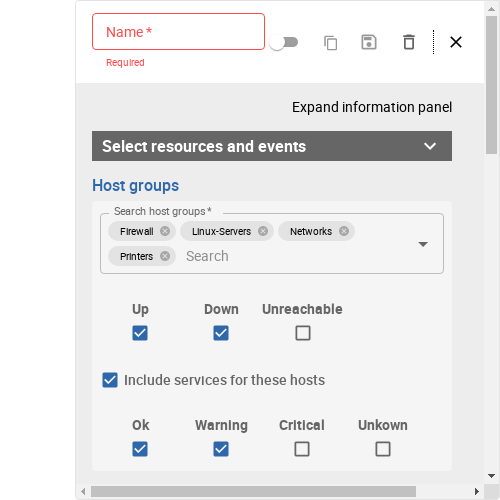 Name *
Required
Expand information panel
Select resources and events
Host groups
Search host groups *
Firewall Linux-Servers Networks
Printers Search
Up Down Unreachable
Include services for these hosts
Ok Warning Critical Unkown